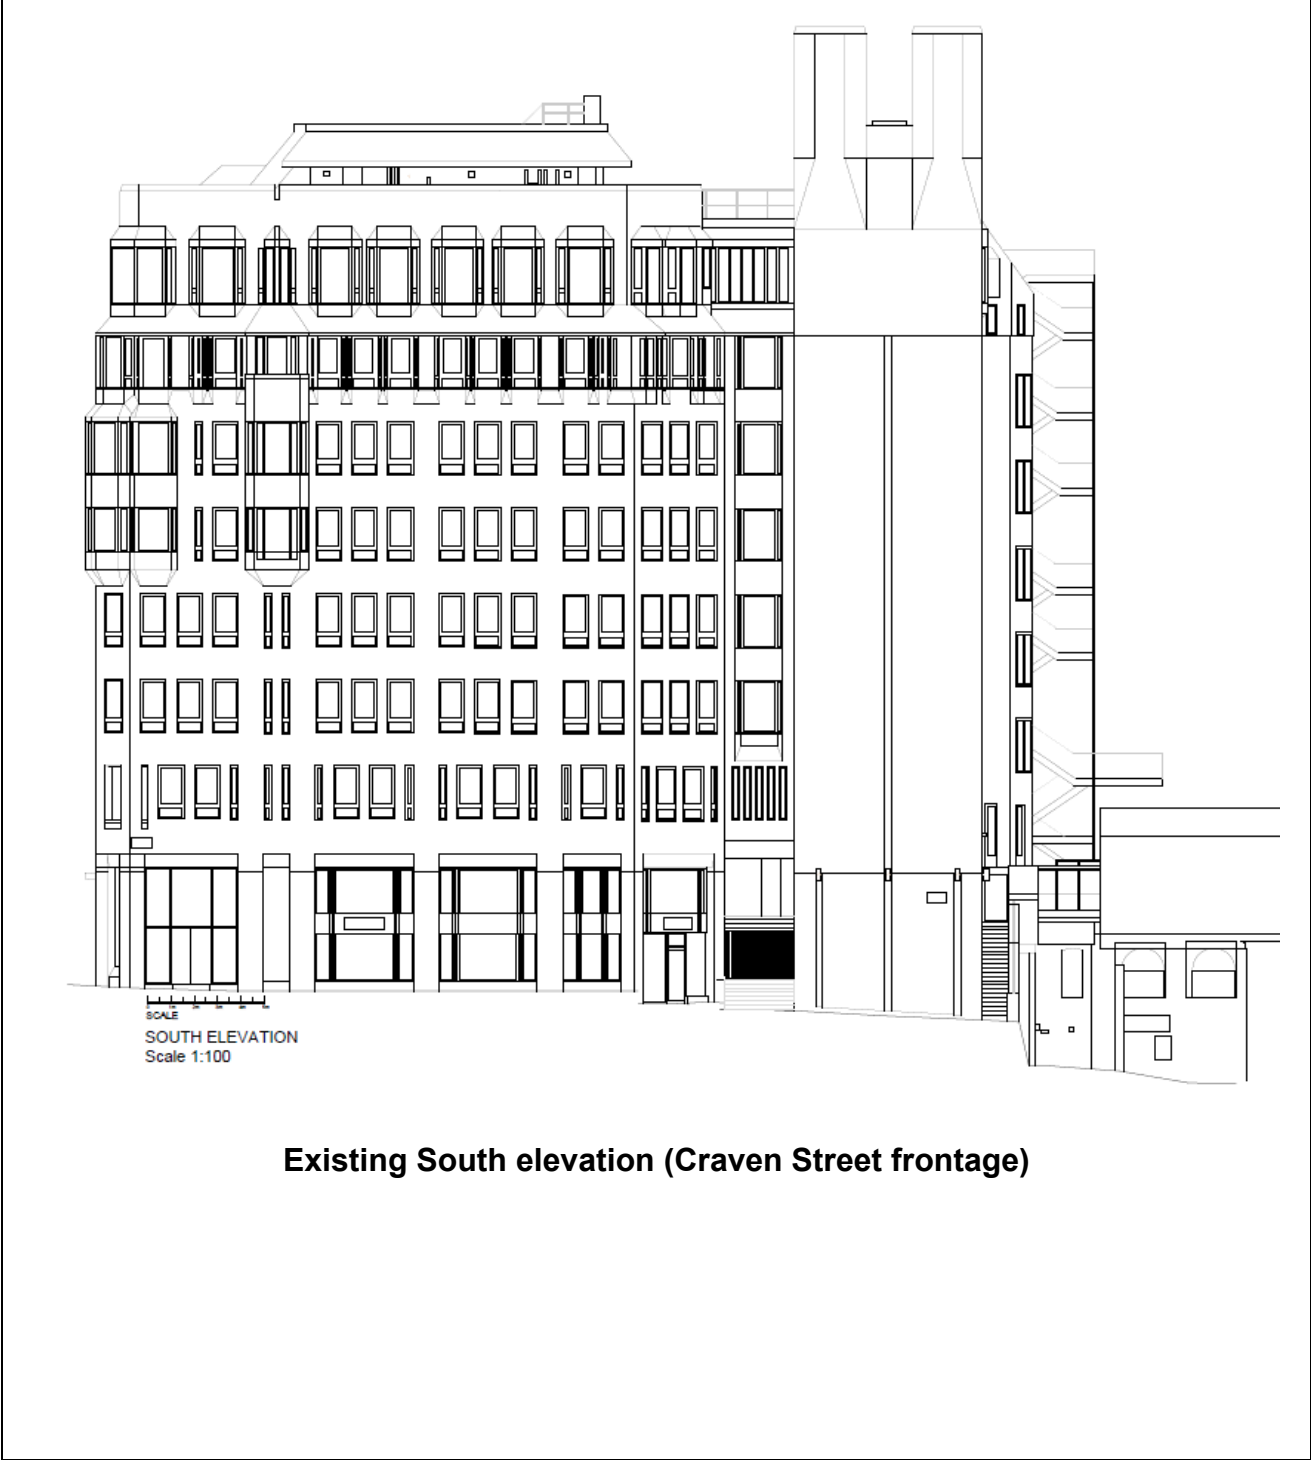 SCALE
SOUTH ELEVATION
Scale 1:100
Existing South elevation (Craven Street frontage)